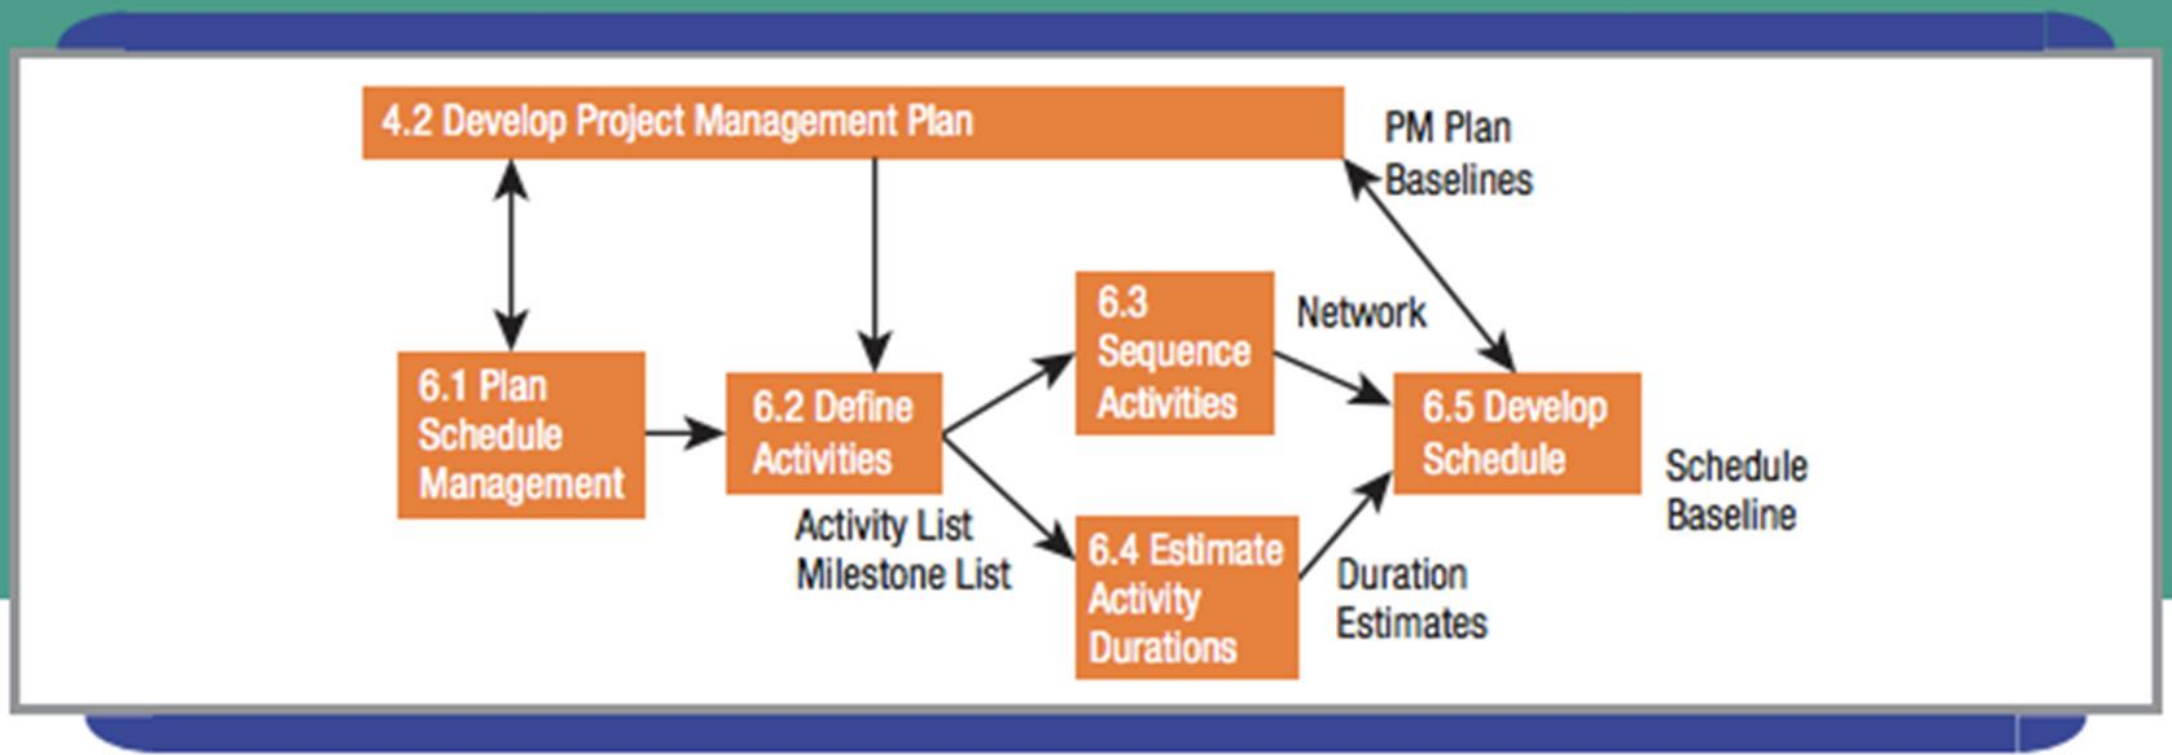 4.2 Develop Project Management Plan
PM Plan
Baselines
6.1 Plan
Schedule
Management
6.2 Define
Activities
Activity List
Milestone List
6.3
Sequence
Activities
Network
6.4 Estimate
Activity
Durations
Duration
Estimates
6.5 Develop
Schedule
Schedule
Baseline